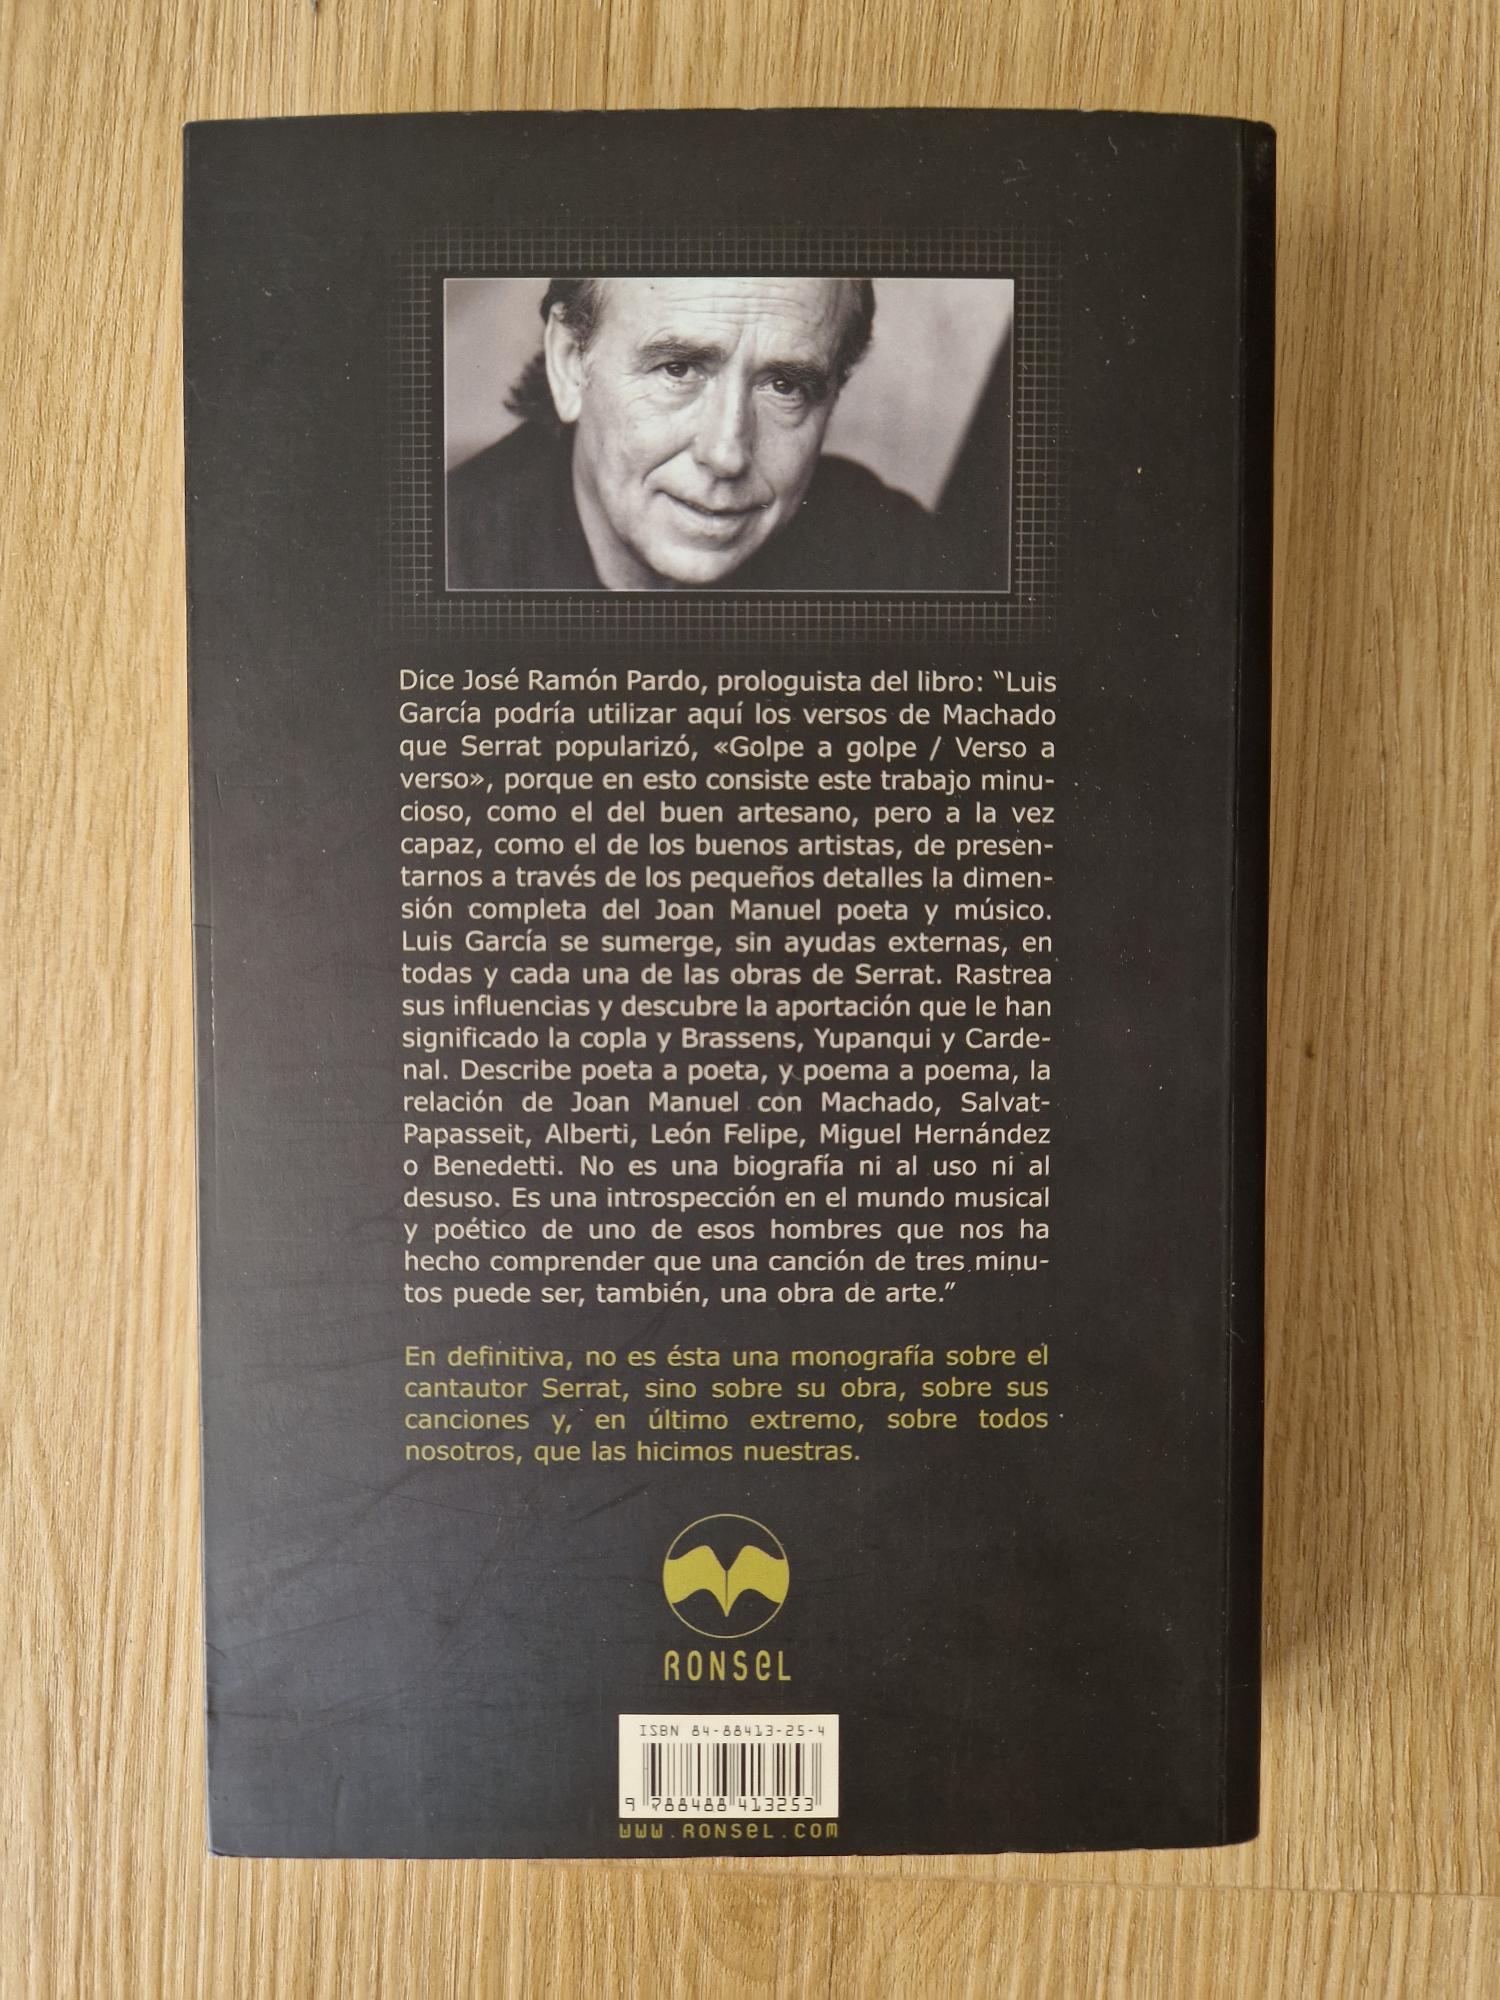 Dice José Ramón Pardo, prologuista del libro: “Luis
García podría utilizar aquí los versos de Machado
que Serrat popularizó, «Golpe a golpe / Verso a
verso», porque en esto consiste este trabajo minu-
cioso, como el del buen artesano, pero a la vez
capaz, como el de los buenos artistas, de presen-
tarnos a través de los pequeños detalles la dimen-
sión completa del Joan Manuel poeta y músico.
Luis García se sumerge, sin ayudas externas, en
todas y cada una de las obras de Serrat. Rastrea
sus influencias y descubre la aportación que le han
significado la copla y Brassens, Yupanqui y Carde-
nal. Describe poeta a poeta, y poema a poema, la
relación de Joan Manuel con Machado, Salvat-
Papasseit, Alberti, León Felipe, Miguel Hernández
o Benedetti. No es una biografía ni al uso ni al
desuso. Es una introspección en el mundo musical
y poético de uno de esos hombres que nos ha
hecho comprender que una canción de tres minu-
tos puede ser, también, una obra de arte.”
En definitiva, no es ésta una monografía sobre el
cantautor Serrat, sino sobre su obra, sobre sus
canciones y, en último extremo, sobre todos
nosotros, que las hicimos nuestras.
RONSeL
ISBN 84-88413-25-4
9 788488 413253
WWW.RONSeL.COM